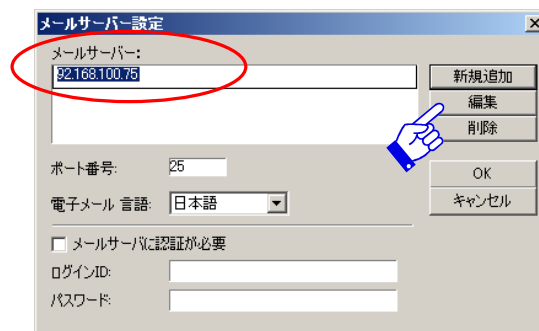 メールサーバー設定
メールサーバー:
92.168.100.75
新規追加
編集
削除
ポート番号: 25
OK
電子メール 言語: 日本語
キャンセル
メールサーバに認証が必要
ログインID:
パスワード: